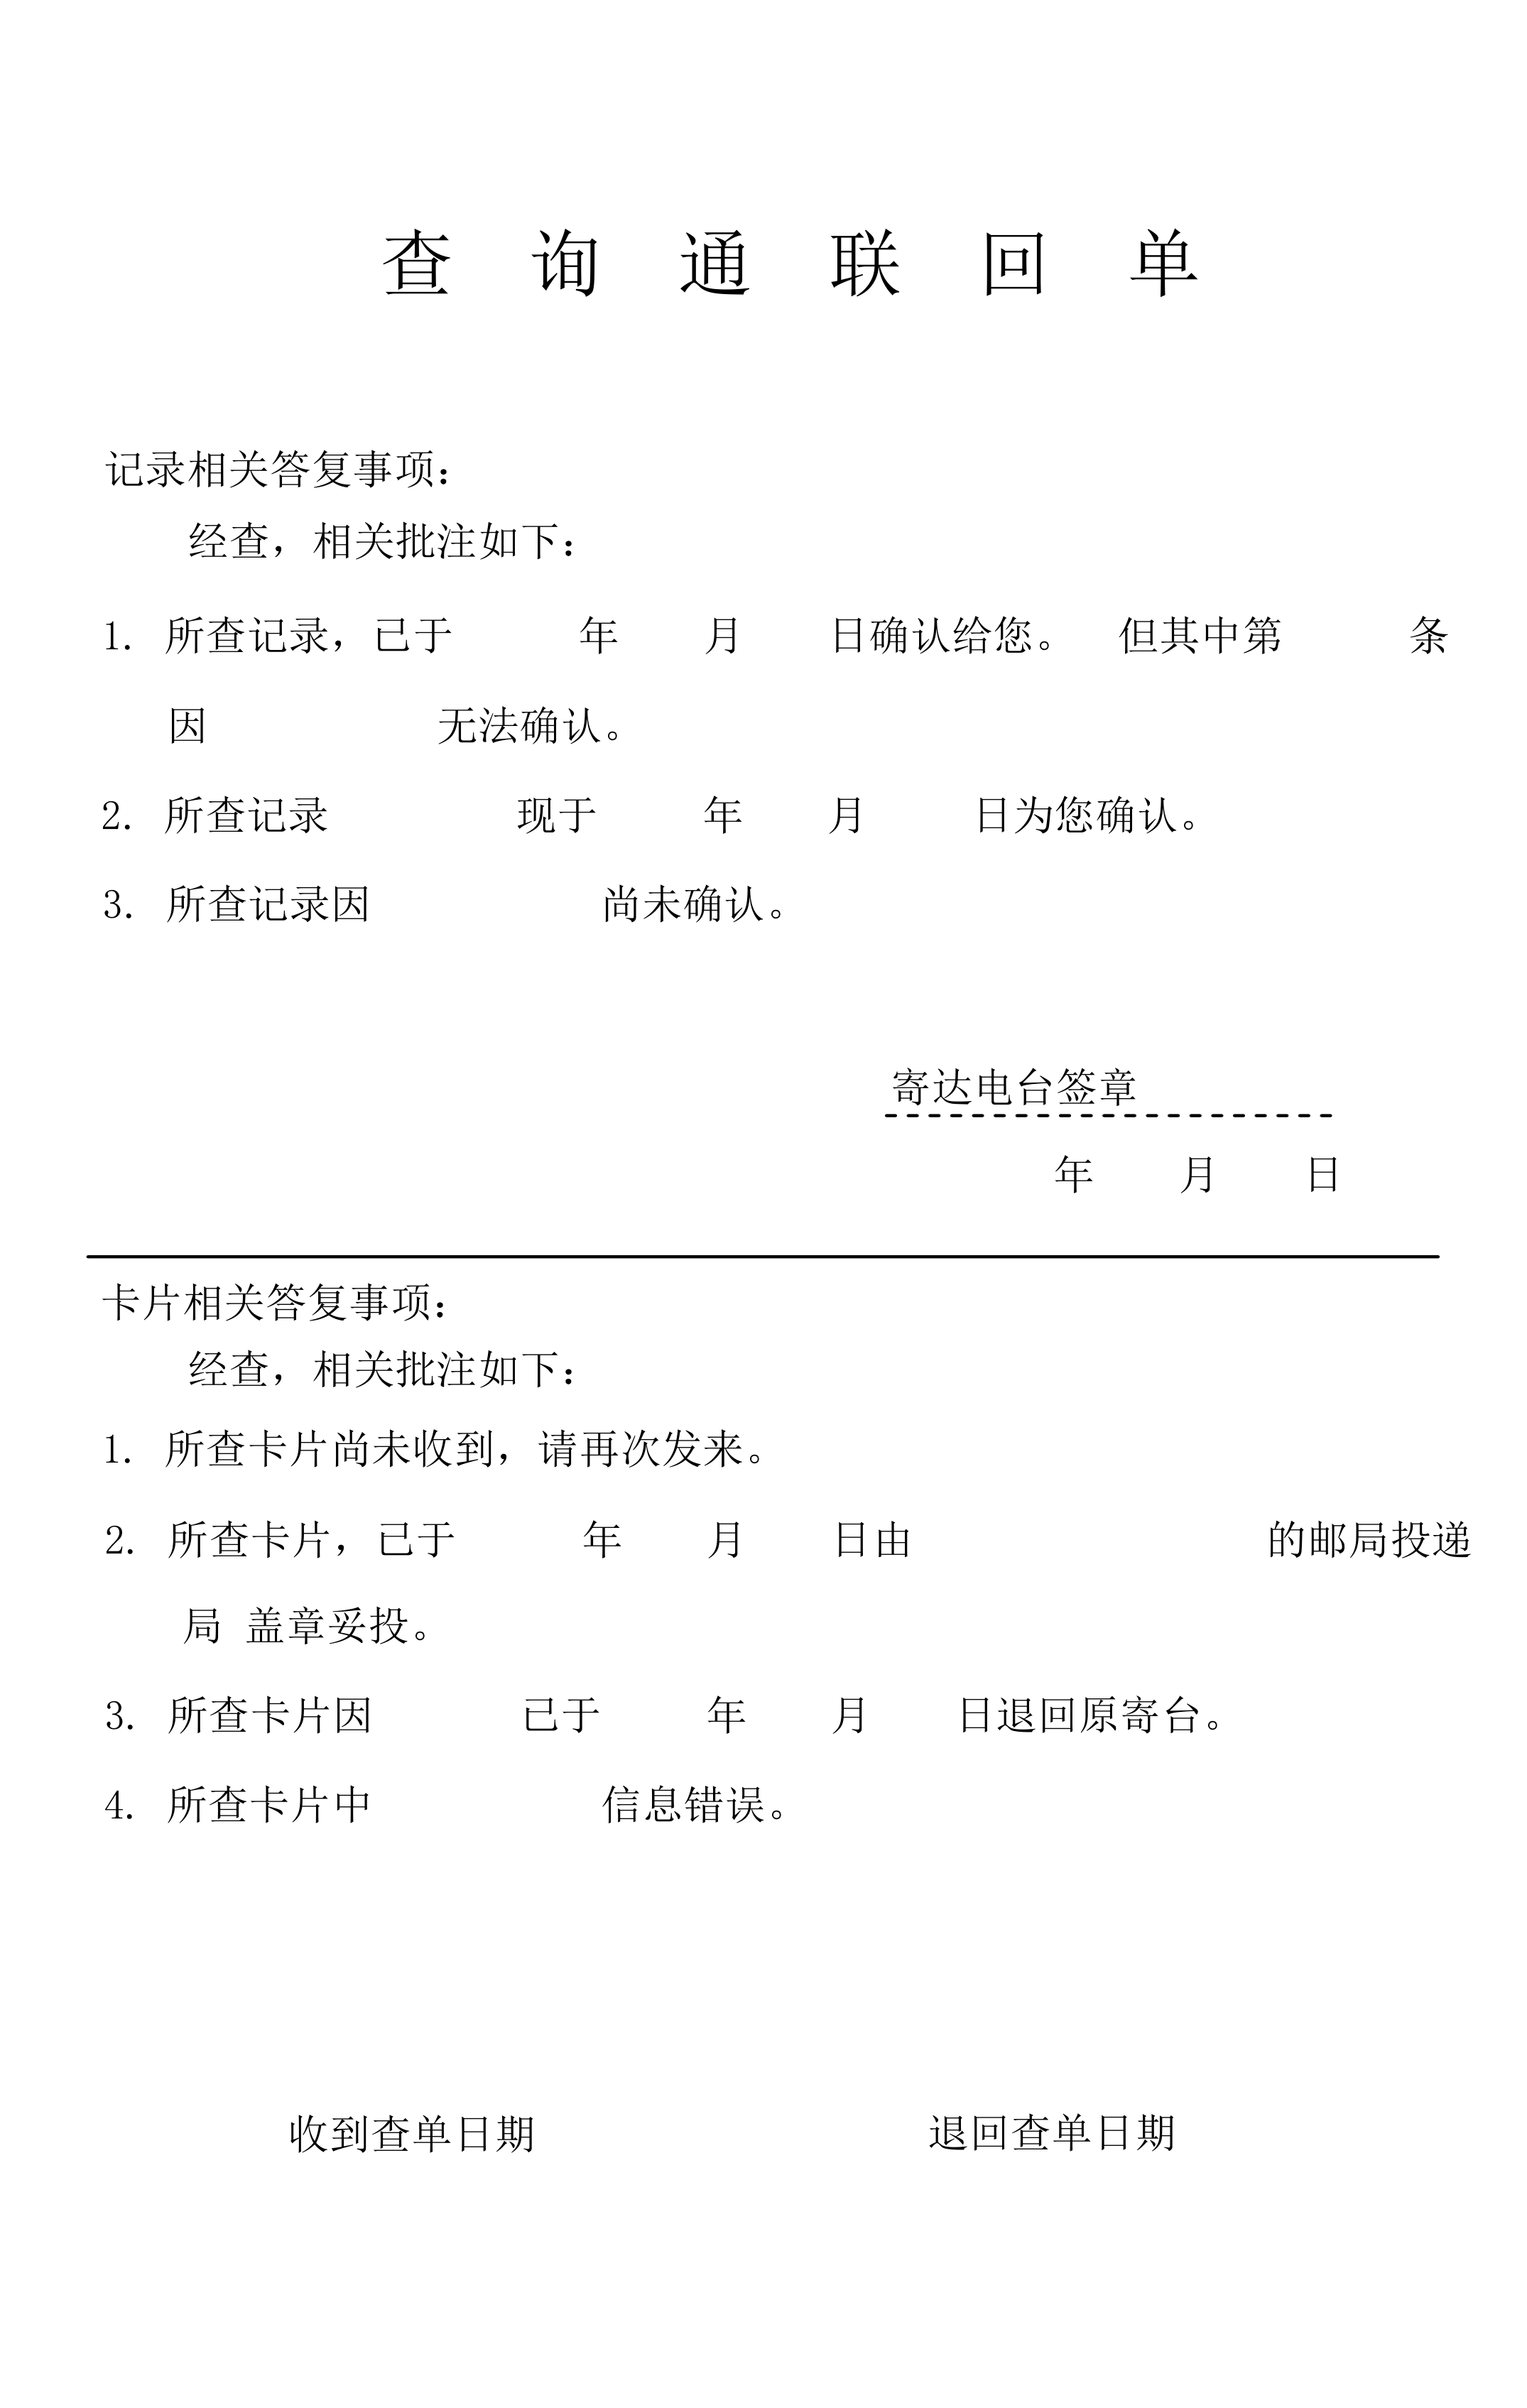 查 询 通 联 回 单
记录相关答复事项：
经查，相关批注如下：
1. 所查记录，已于 年 月 日确认给您。 但其中第 条
因 无法确认。
2. 所查记录 现于 年 月 日为您确认。
3. 所查记录因 尚未确认。
寄达电台签章
年 月 日
卡片相关答复事项：
经查，相关批注如下：
1. 所查卡片尚未收到，请再次发来。
2. 所查卡片，已于 年 月 日由 的邮局投递
局 盖章妥投。
3. 所查卡片因 已于 年 月 日退回原寄台。
4. 所查卡片中 信息错误。
收到查单日期 退回查单日期